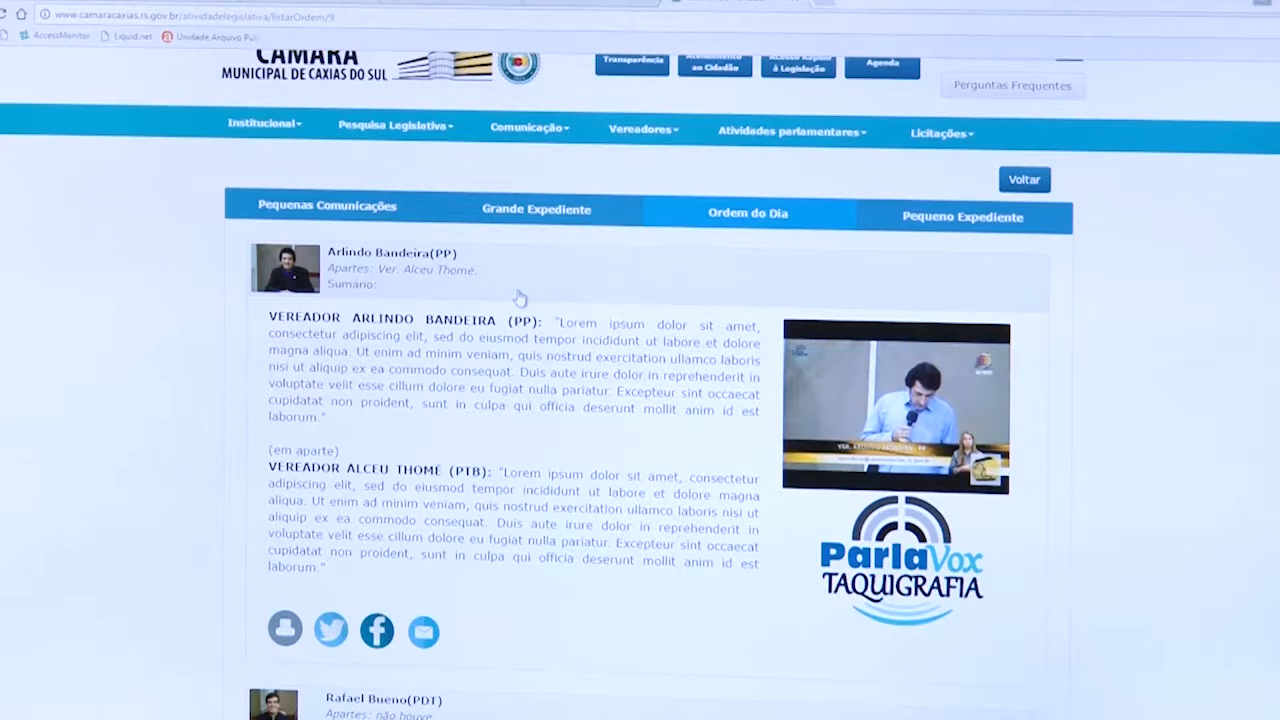 www.camaracaxias.rs.gov.br/atividadelegislativa/listarOrdem/9
AccessMonitor Liquid.net Unidade Arquivo Púb
CÂMARA
MUNICIPAL DE CAXIAS DO SUL
Transparência
Atendimento
ao Cidadão
Acesso Rápido
à Legislação
Agenda
Perguntas Frequentes
Institucional Pesquisa Legislativa Comunicação Vereadores Atividades parlamentares Licitações
Voltar
Pequenas Comunicações Grande Expediente Ordem do Dia Pequeno Expediente
Arlindo Bandeira(PP)
Apartes: Ver. Alceu Thomé.
Sumário:
VEREADOR ARLINDO BANDEIRA (PP): "Lorem ipsum dolor sit amet,
consectetur adipiscing elit, sed do eiusmod tempor incididunt ut labore et dolore
magna aliqua. Ut enim ad minim veniam, quis nostrud exercitation ullamco laboris
nisi ut aliquip ex ea commodo consequat. Duis aute irure dolor in reprehenderit in
voluptate velit esse cillum dolore eu fugiat nulla pariatur. Excepteur sint occaecat
cupidatat non proident, sunt in culpa qui officia deserunt mollit anim id est
laborum."
(em aparte)
VEREADOR ALCEU THOMÉ (PTB): "Lorem ipsum dolor sit amet, consectetur
adipiscing elit, sed do eiusmod tempor incididunt ut labore et dolore magna
aliqua. Ut enim ad minim veniam, quis nostrud exercitation ullamco laboris nisi ut
aliquip ex ea commodo consequat. Duis aute irure dolor in reprehenderit in
voluptate velit esse cillum dolore eu fugiat nulla pariatur. Excepteur sint occaecat
cupidatat non proident, sunt in culpa qui officia deserunt mollit anim id est
laborum."
ParlaVox
TAQUIGRAFIA
Rafael Bueno(PDT)
Apartes: não houve